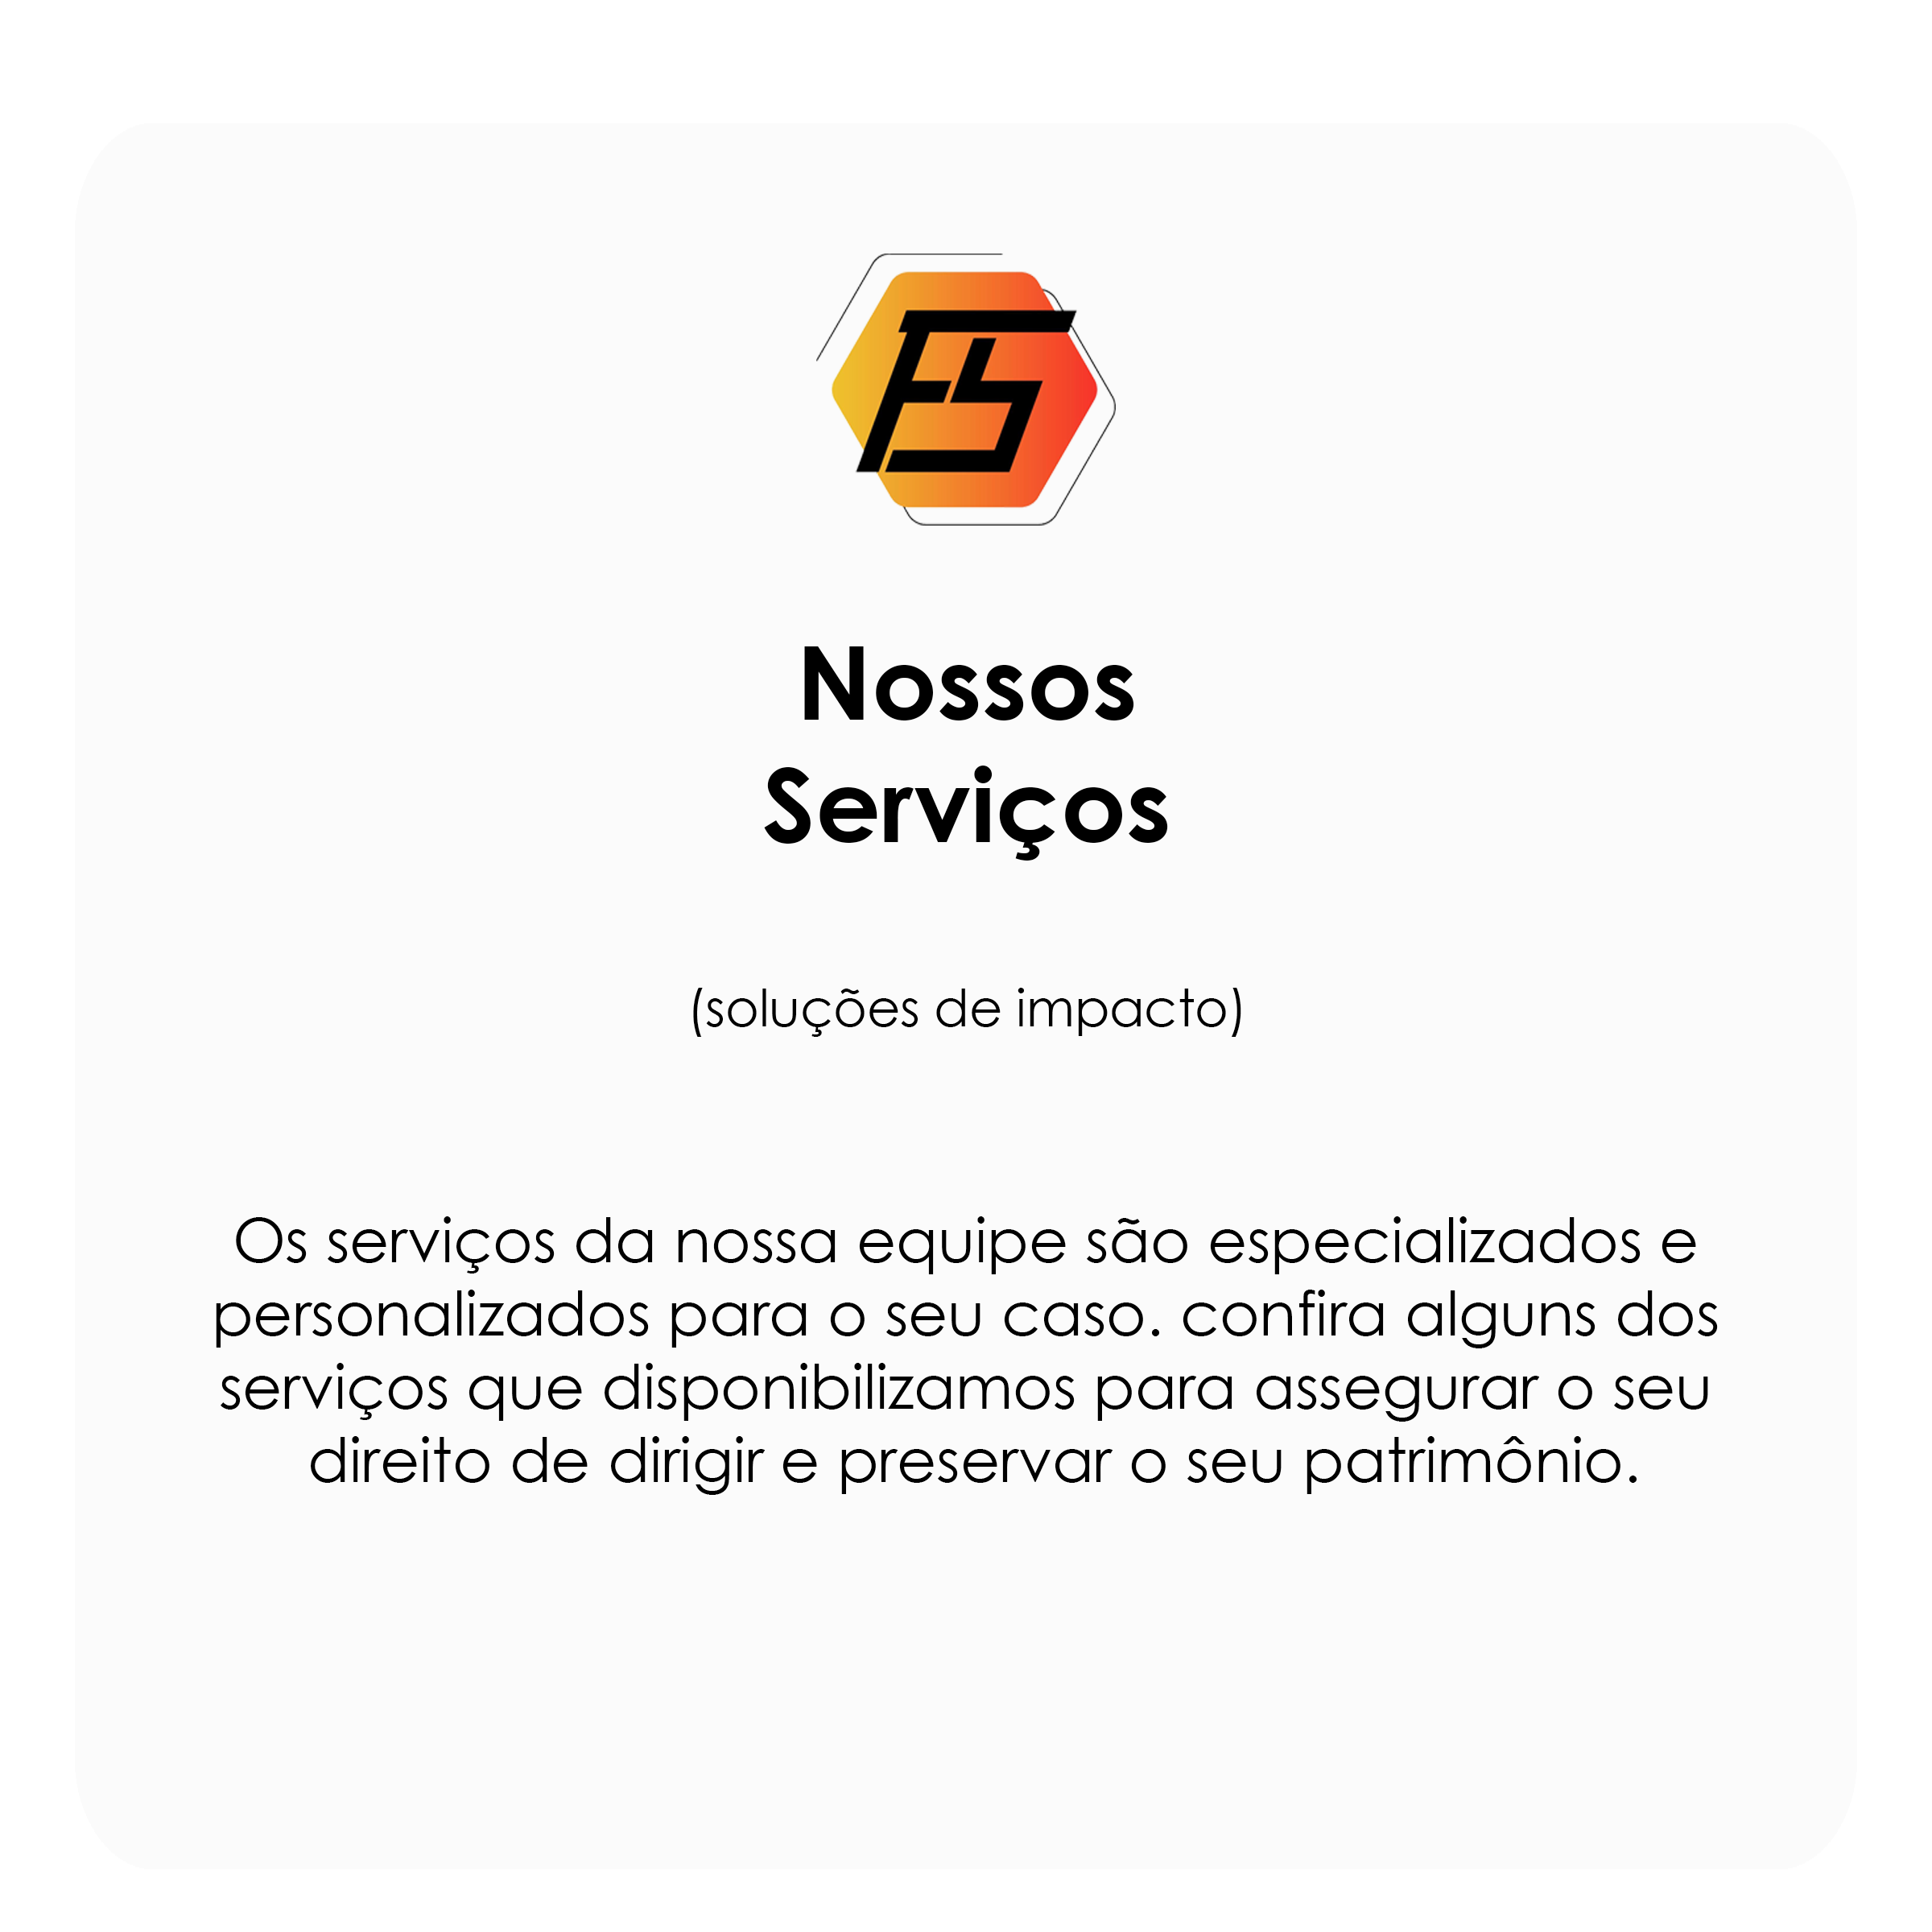 FS
Nossos
Serviços
(soluções de impacto)
Os serviços da nossa equipe são especializados e
personalizados para o seu caso. confira alguns dos
serviços que disponibilizamos para assegurar o seu
direito de dirigir e preservar o seu patrimônio.